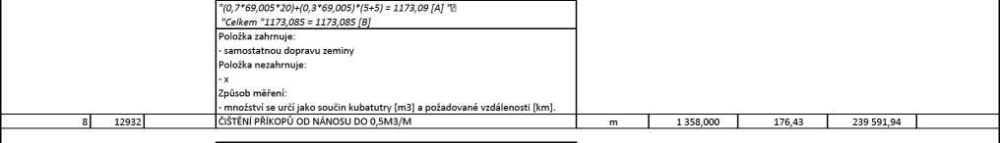 "(0,7*69,005*20)+(0,3*69,005)*(5+5) = 1173,09 [A] "
"Celkem "1173,085 = 1173,085 [B]
Položka zahrnuje:
- samostatnou dopravu zeminy
Položka nezahrnuje:
- x
Způsob měření:
- množství se určí jako součin kubatutry [m3] a požadované vzdálenosti [km].
8 12932 ČIŠTĚNÍ PŘÍKOPŮ OD NÁNOSU DO 0,5M3/M m 1 358,000 176,43 239 591,94